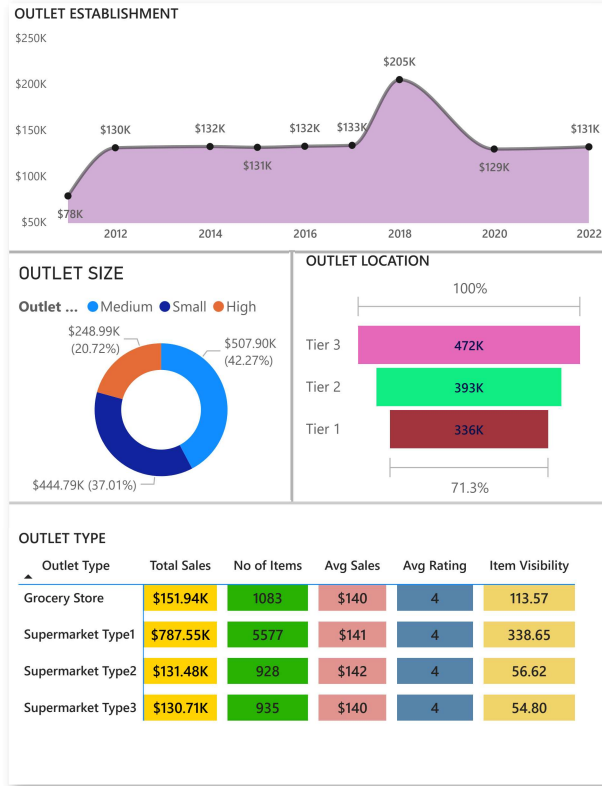 OUTLET ESTABLISHMENT
$250K
$205K
$200K
$150K
$130K
$132K
$132K
$133K
$131K
$131K
$129K
$100K
$78K
$50K
2012 2014 2016 2018 2020 2022
OUTLET SIZE
Outlet ... Medium Small High
$248.99K
(20.72%)
$507.90K
(42.27%)
$444.79K (37.01%)
OUTLET LOCATION
100%
Tier 3 472K
Tier 2 393K
Tier 1 336K
71.3%
OUTLET TYPE
Outlet Type Total Sales No of Items Avg Sales Avg Rating Item Visibility
Grocery Store $151.94K 1083 $140 4 113.57
Supermarket Type1 $787.55K 5577 $141 4 338.65
Supermarket Type2 $131.48K 928 $142 4 56.62
Supermarket Type3 $130.71K 935 $140 4 54.80